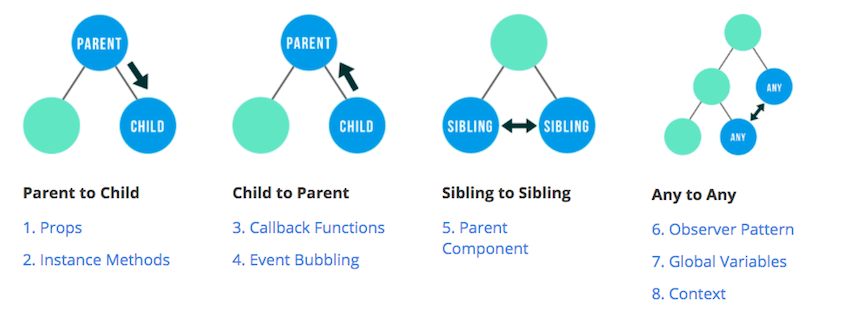 PARENT
CHILD
Parent to Child
1. Props
2. Instance Methods
PARENT
CHILD
Child to Parent
3. Callback Functions
4. Event Bubbling
SIBLING
SIBLING
Sibling to Sibling
5. Parent
Component
ANY
ANY
Any to Any
6. Observer Pattern
7. Global Variables
8. Context